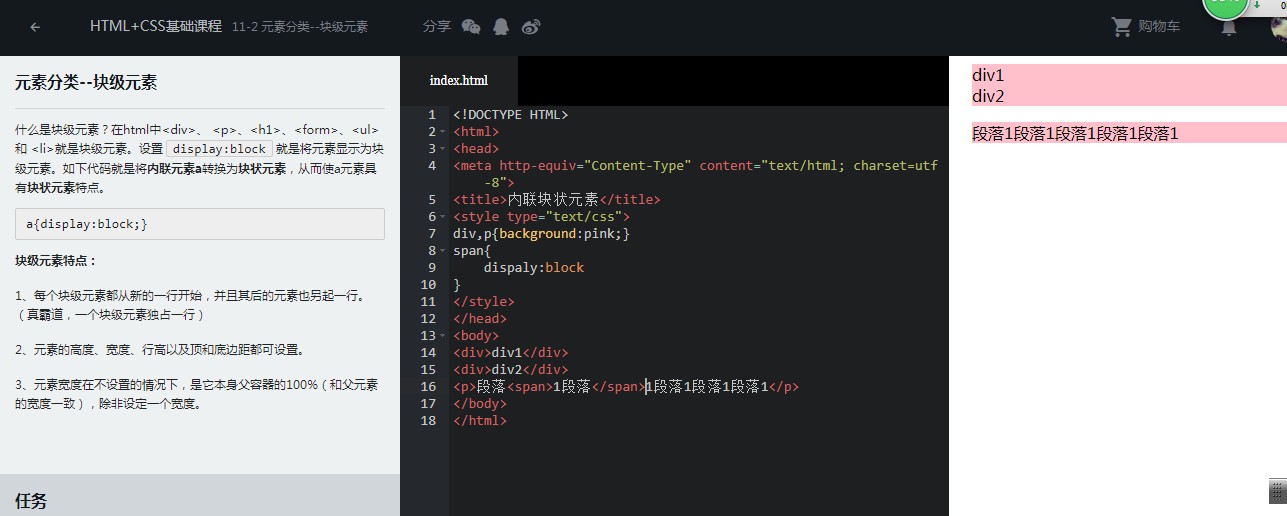 HTML+CSS基础课程 11-2 元素分类--块级元素 分享 购物车
元素分类--块级元素
什么是块级元素？在html中<div>、 <p>、<h1>、<form>、<ul>
和 <li>就是块级元素。设置 display:block 就是将元素显示为块
级元素。如下代码就是将内联元素a转换为块状元素，从而使a元素具
有块状元素特点。
a{display:block;}
块级元素特点：
1、每个块级元素都从新的一行开始，并且其后的元素也另起一行。
（真霸道，一个块级元素独占一行）
2、元素的高度、宽度、行高以及顶和底边距都可设置。
3、元素宽度在不设置的情况下，是它本身父容器的100%（和父元素
的宽度一致），除非设定一个宽度。
任务
index.html
1 <!DOCTYPE HTML>
2 <html>
3 <head>
4 <meta http-equiv="Content-Type" content="text/html; charset=utf
-8">
5 <title>内联块状元素</title>
6 <style type="text/css">
7 div,p{background:pink;}
8 span{
9 dispaly:block
10 }
11 </style>
12 </head>
13 <body>
14 <div>div1</div>
15 <div>div2</div>
16 <p>段落<span>1段落</span>1段落1段落1段落1</p>
17 </body>
18 </html>
div1
div2
段落1段落1段落1段落1段落1